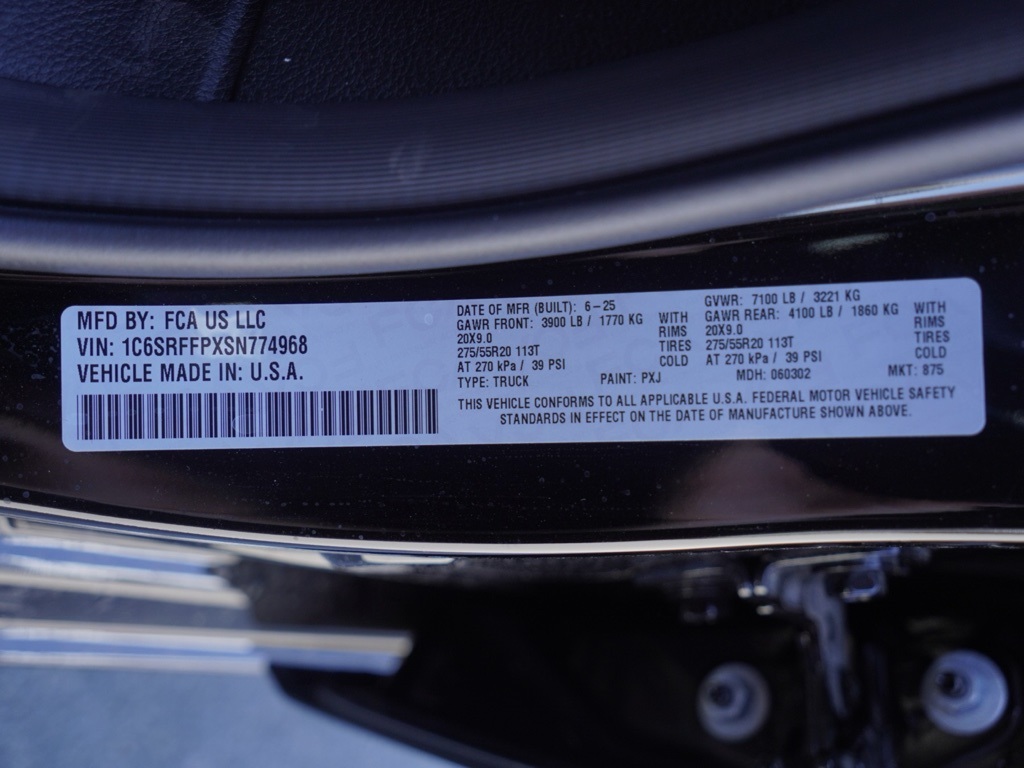 MFD BY: FCA US LLC
VIN: 1C6SRFFPXSN774968
VEHICLE MADE IN: U.S.A.
DATE OF MFR (BUILT): 6-25
GAWR FRONT: 3900 LB / 1770 KG WITH
20X9.0 RIMS
275/55R20 113T TIRES
AT 270 kPa / 39 PSI COLD
GVWR: 7100 LB / 3221 KG
GAWR REAR: 4100 LB / 1860 KG WITH
20X9.0 RIMS
275/55R20 113T TIRES
AT 270 kPa / 39 PSI COLD
TYPE: TRUCK PAINT: PXJ MDH: 060302 MKT: 875
THIS VEHICLE CONFORMS TO ALL APPLICABLE U.S.A. FEDERAL MOTOR VEHICLE SAFETY
STANDARDS IN EFFECT ON THE DATE OF MANUFACTURE SHOWN ABOVE.